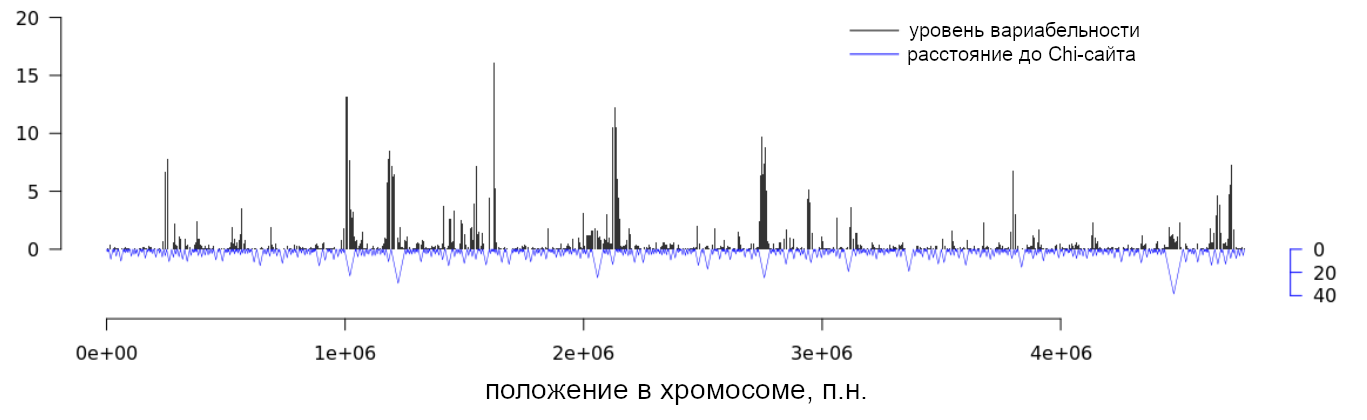 20
уровень вариабельности
расстояние до Chi-сайта
15
10
5
0
0
20
40
0e+00 1e+06 2e+06 3e+06 4e+06
положение в хромосоме, п.н.